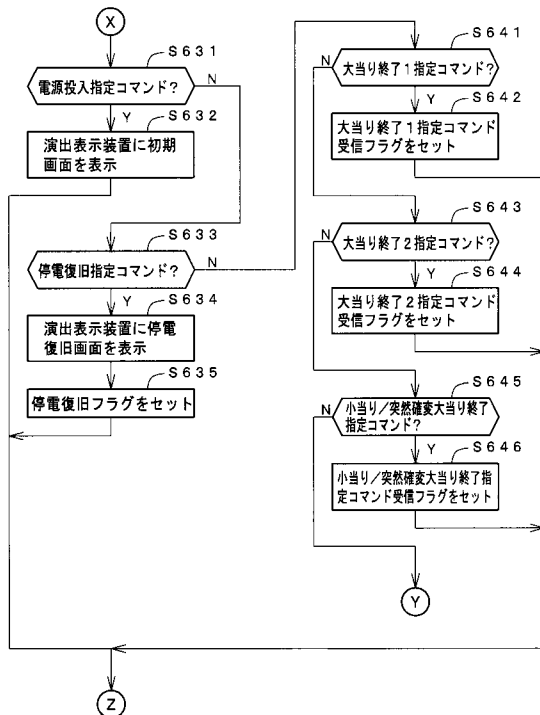 X
S631
電源投入指定コマンド?
N
Y
S632
演出表示装置に初期
画面を表示
S633
停電復旧指定コマンド?
N
Y
S634
演出表示装置に停電
復旧画面を表示
S635
停電復旧フラグをセット
S641
N
大当り終了1指定コマンド?
Y
S642
大当り終了1指定コマンド
受信フラグをセット
S643
N
大当り終了2指定コマンド?
Y
S644
大当り終了2指定コマンド
受信フラグをセット
S645
N
小当り/突然確変大当り終了
指定コマンド?
Y
S646
小当り/突然確変大当り終了指
定コマンド受信フラグをセット
Y
Z